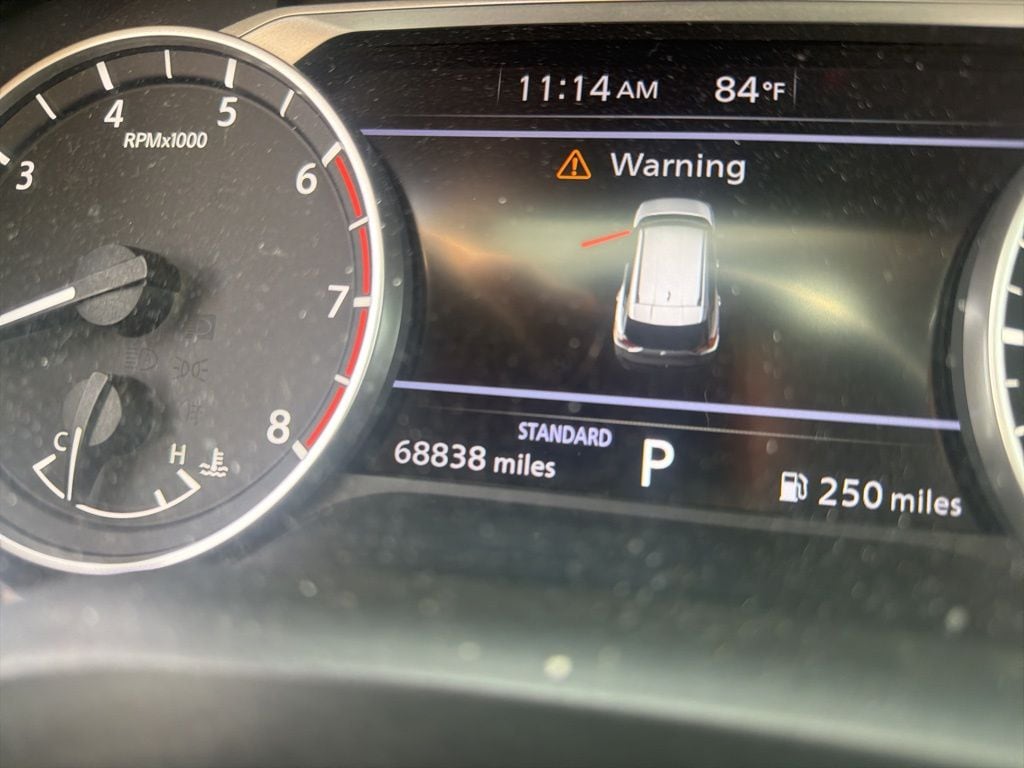 11:14 AM 84°F
Warning
3
4
5
6
7
8
RPMx1000
C
H
STANDARD
68838 miles
P
250 miles